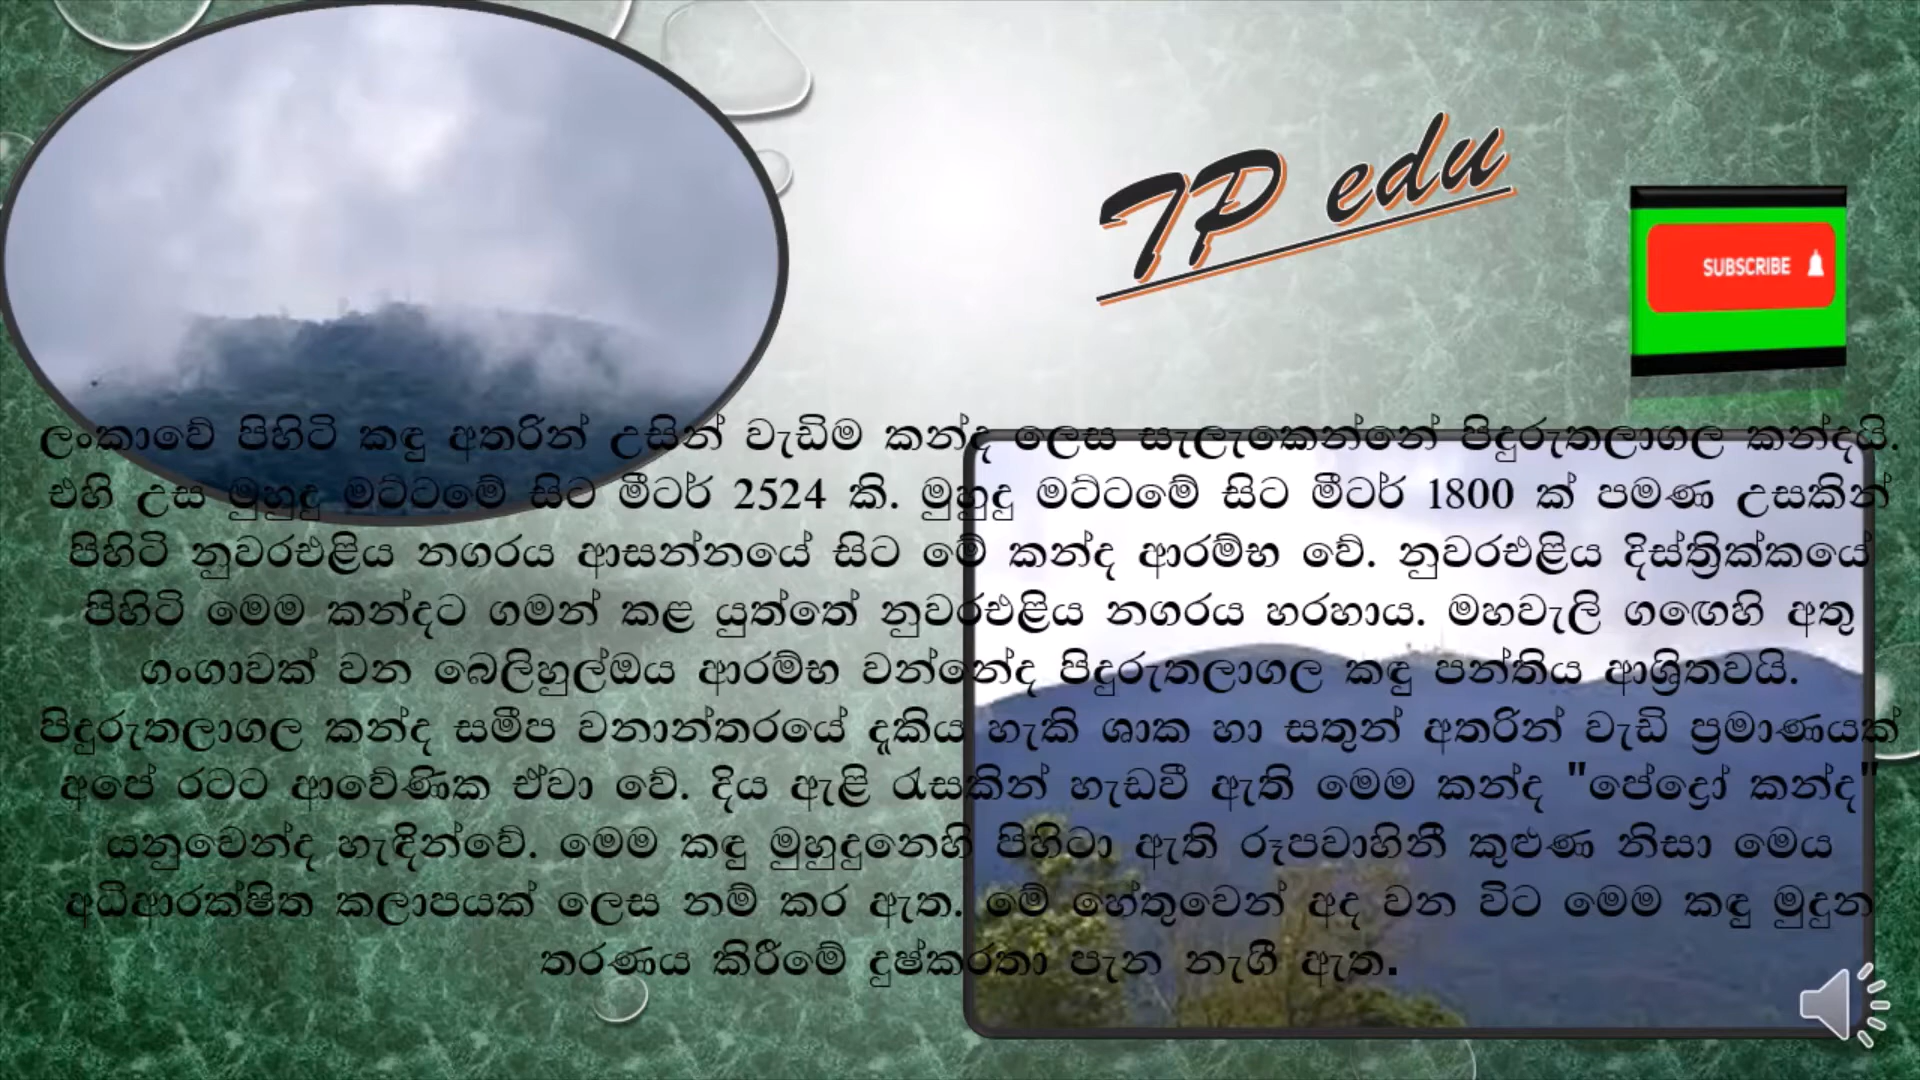 TP edu
SUBSCRIBE
ලංකාවේ පිහිටි කඳු අතරින් උසින් වැඩිම කන්ද ලෙස සැලැකෙන්නේ පිදුරුතලාගල කන්දයි.
එහි උස මුහුදු මට්ටමේ සිට මීටර් 2524 කි. මුහුදු මට්ටමේ සිට මීටර් 1800 ක් පමණ උසකින්
පිහිටි නුවරඑළිය නගරය ආසන්නයේ සිට මේ කන්ද ආරම්භ වේ. නුවරඑළිය දිස්ත්‍රික්කයේ
පිහිටි මෙම කන්දට ගමන් කළ යුත්තේ නුවරඑළිය නගරය හරහාය. මහවැලි ගඟෙහි අතු
ගංගාවක් වන බෙලිහුල්ඔය ආරම්භ වන්නේද පිදුරුතලාගල කඳු පන්තිය ආශ්‍රිතවයි.
පිදුරුතලාගල කන්ද සමීප වනාන්තරයේ දැකිය හැකි ශාක හා සතුන් අතරින් වැඩි ප්‍රමාණයක්
අපේ රටට ආවේණික ඒවා වේ. දිය ඇළි රැසකින් හැඩවී ඇති මෙම කන්ද "පේද්‍රෝ කන්ද"
යනුවෙන්ද හැඳින්වේ. මෙම කඳු මුහුදුනෙහි පිහිටා ඇති රූපවාහිනී කුළුණ නිසා මෙය
අධිආරක්ෂිත කලාපයක් ලෙස නම් කර ඇත. මේ හේතුවෙන් අද වන විට මෙම කඳු මුදුන
තරණය කිරීමේ දුෂ්කරතා පැන නැගී ඇත.